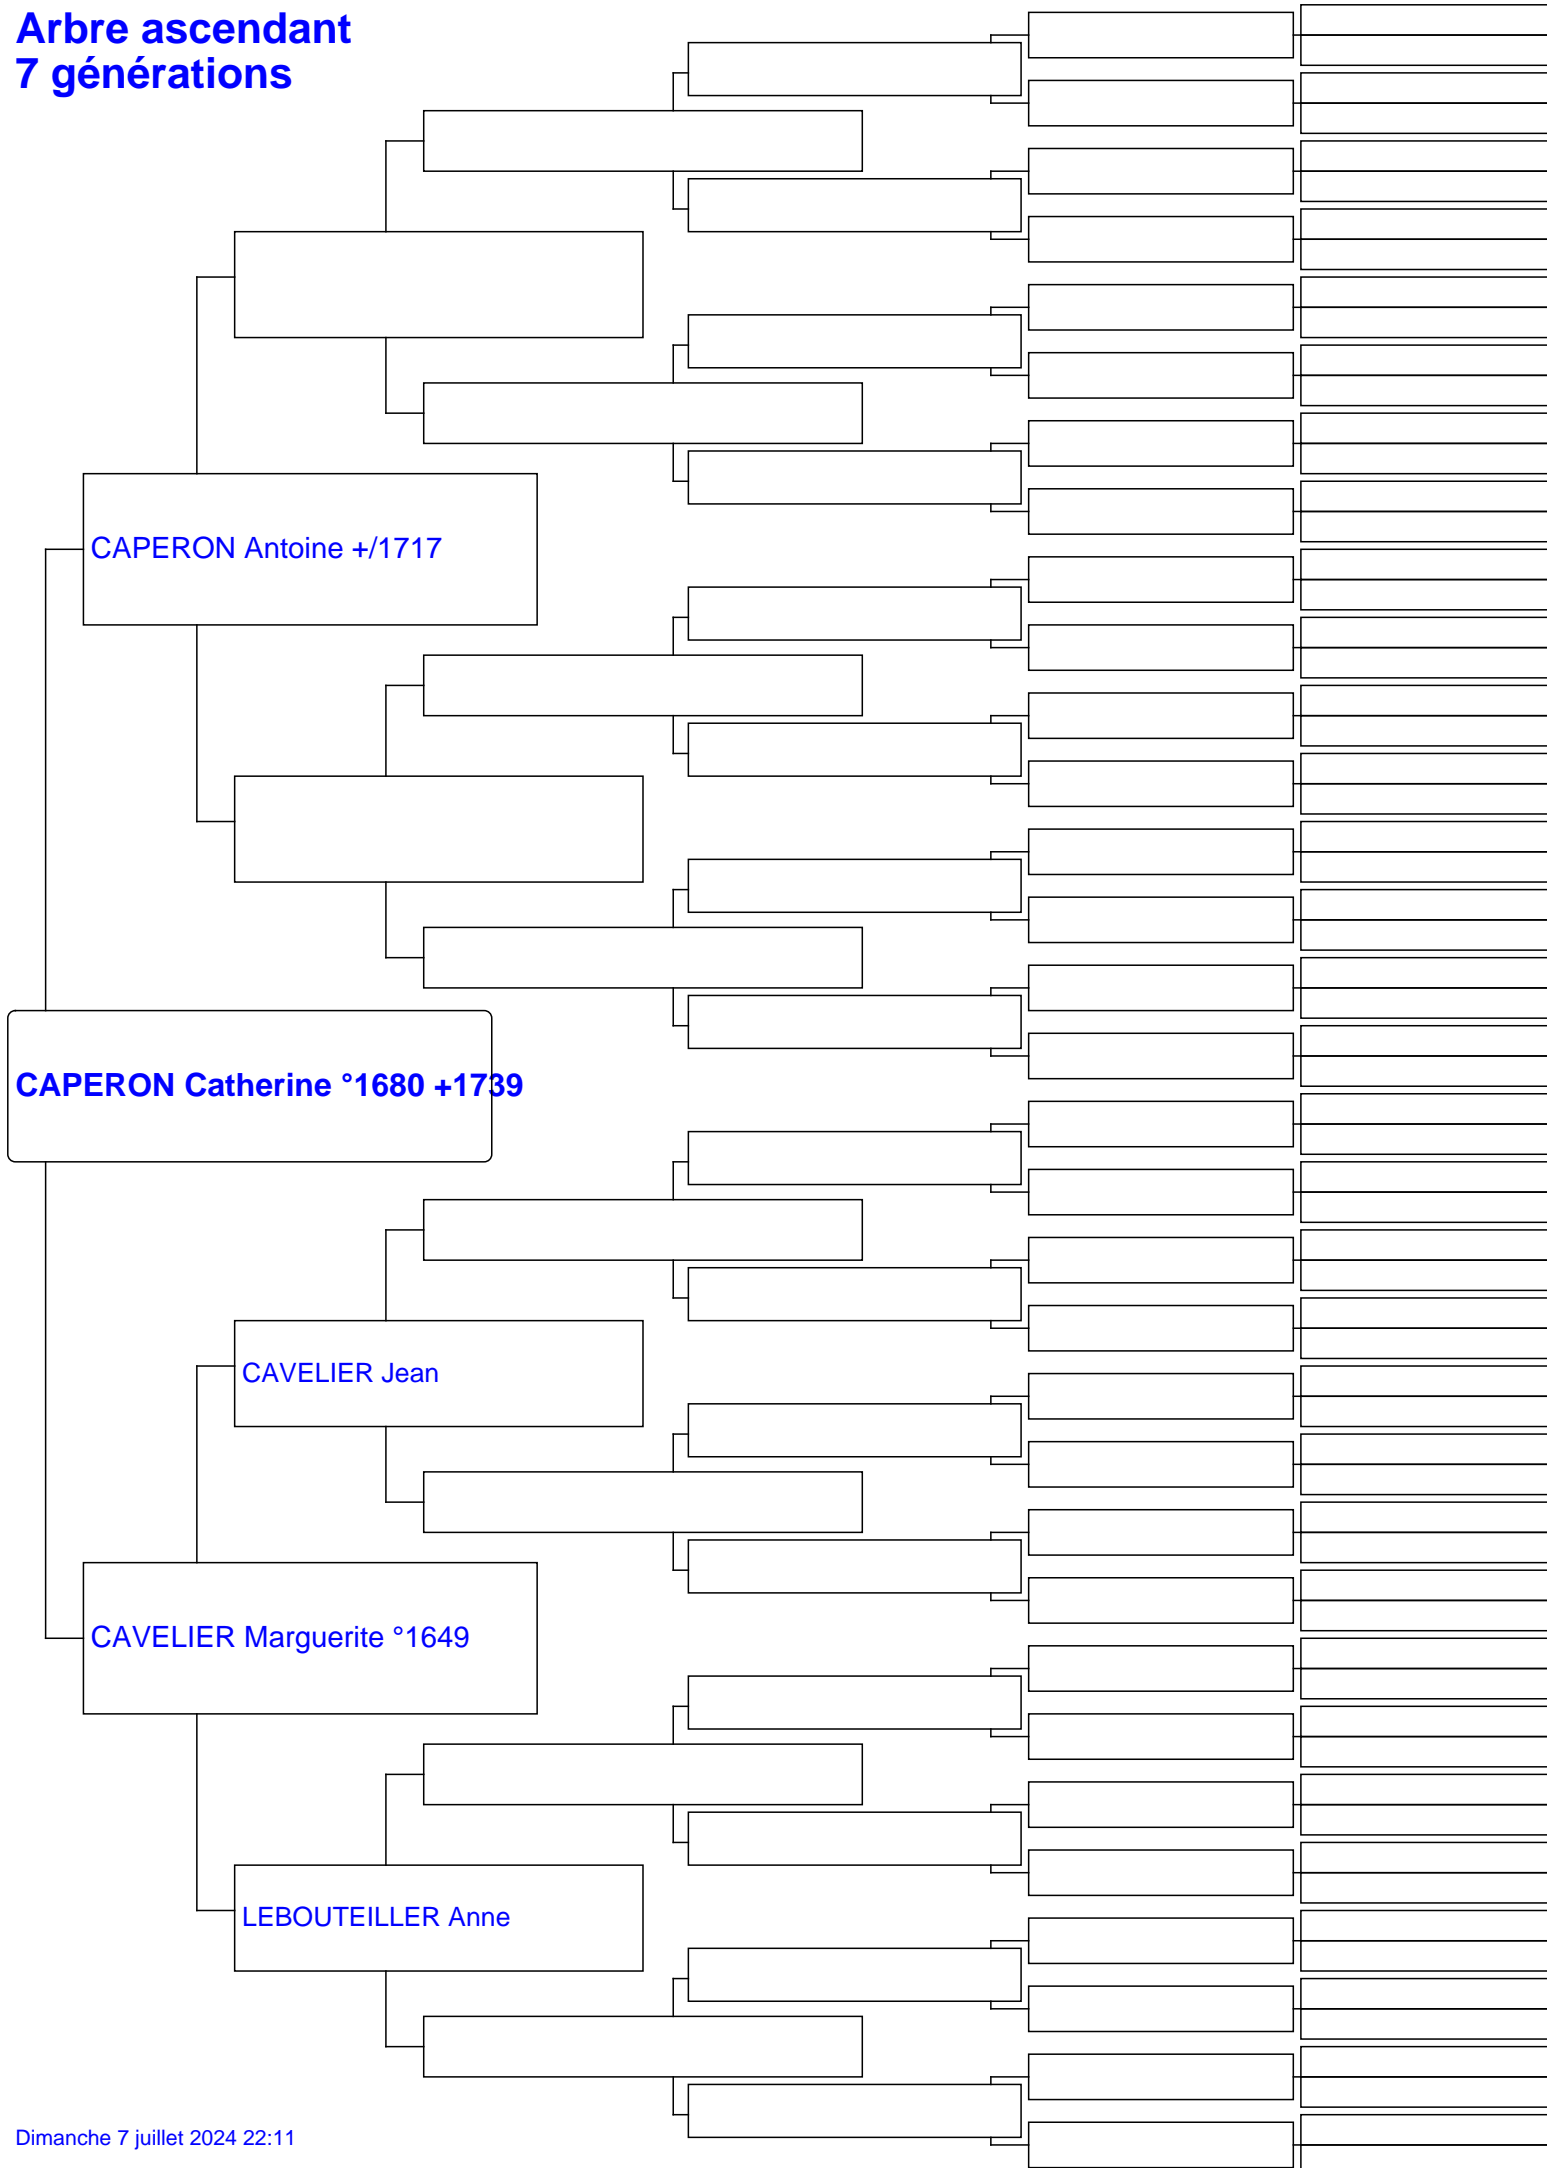 Arbre ascendant
7 générations
CAPERON Antoine +/1717
CAPERON Catherine °1680 +1739
CAVELIER Jean
CAVELIER Marguerite °1649
LEBOUTEILLER Anne
Dimanche 7 juillet 2024 22:11